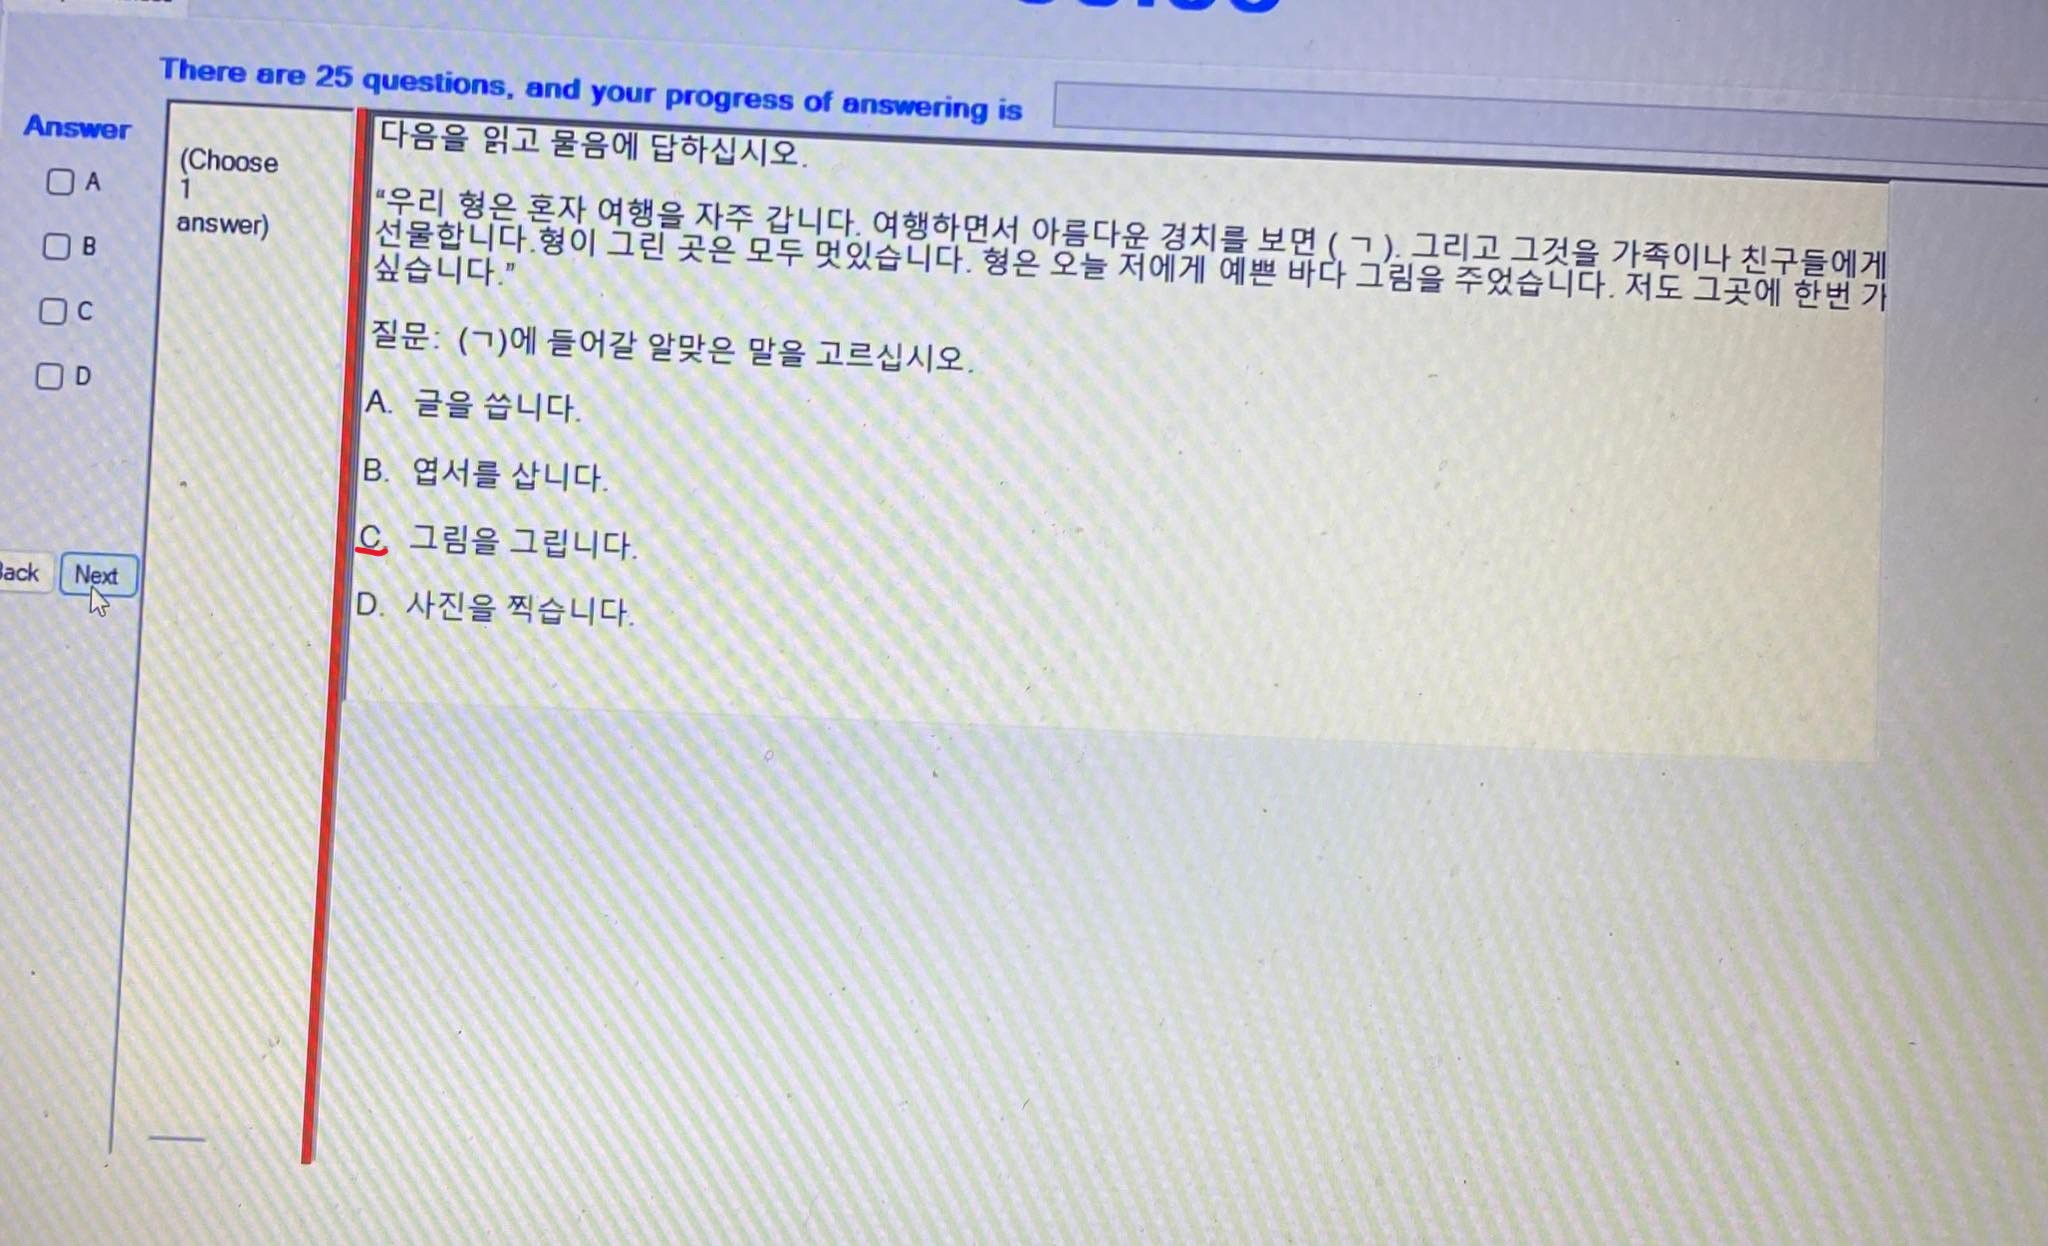 There are 25 questions, and your progress of answering is
Answer
A
B
C
D
Back
Next
(Choose
1
answer)
다음을 읽고 물음에 답하십시오.
“우리 형은 혼자 여행을 자주 갑니다. 여행하면서 아름다운 경치를 보면 ( ㄱ ). 그리고 그것을 가족이나 친구들에게
선물합니다.형이 그린 곳은 모두 멋있습니다. 형은 오늘 저에게 예쁜 바다 그림을 주었습니다. 저도 그곳에 한번 가
싶습니다.”
질문: (ㄱ)에 들어갈 알맞은 말을 고르십시오.
A. 글을 씁니다.
B. 엽서를 삽니다.
C. 그림을 그립니다.
D. 사진을 찍습니다.